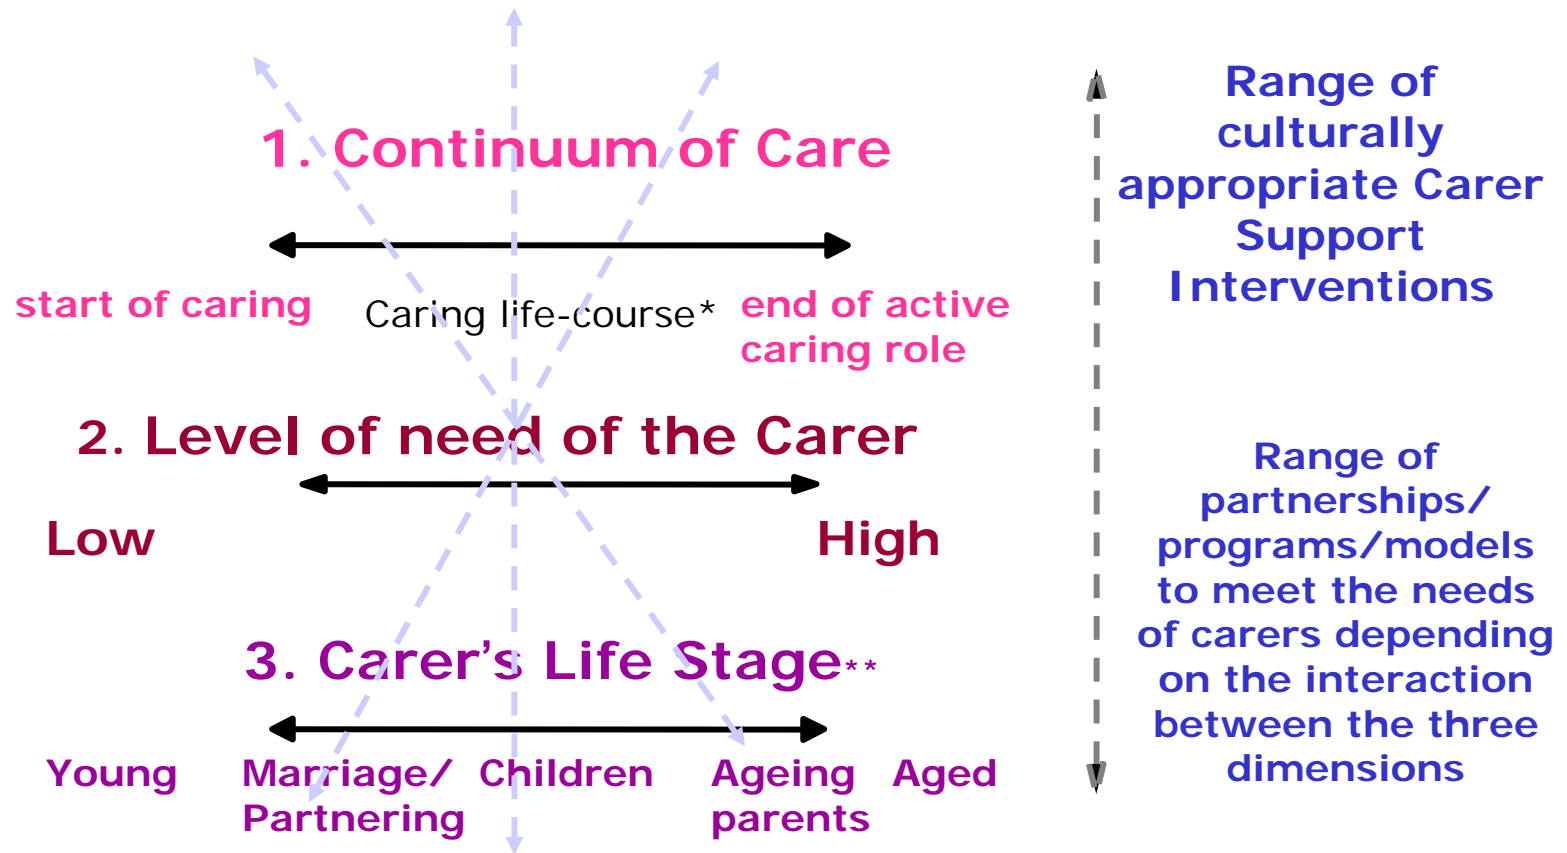 1. Continuum of Care
start of caring
Caring life-course*
end of active
caring role
2. Level of need of the Carer
Low
High
3. Carer's Life Stage**
Young
Marriage/
Partnering
Children
Ageing
parents
Aged
Range of
culturally
appropriate Carer
Support
Interventions
Range of
partnerships/
programs/models
to meet the needs
of carers depending
on the interaction
between the three
dimensions